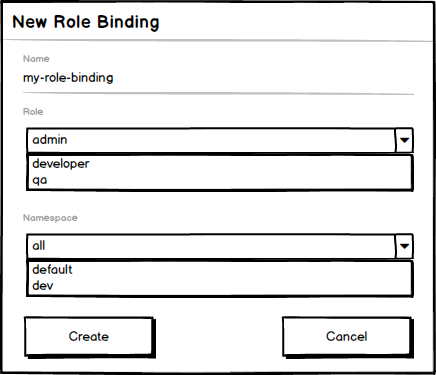 New Role Binding
Name
my-role-binding
Role
admin
developer
qa
Namespace
all
default
dev
Create Cancel